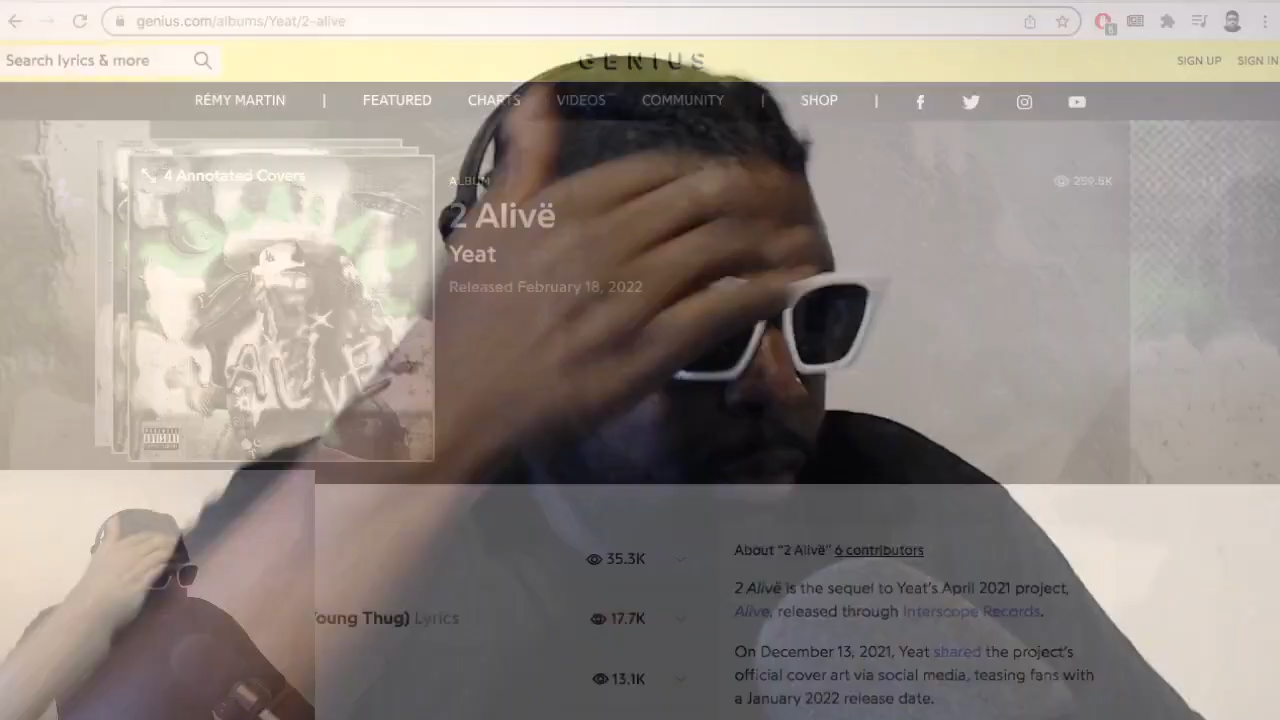 genius.com/albums/Yeat/2-alive
Search lyrics & more
GENIUS
SIGN UP SIGN IN
RÉMY MARTIN | FEATURED CHARTS VIDEOS COMMUNITY | SHOP |
4 Annotated Covers
ALBUM
259.5K
2 Alivë
Yeat
Released February 18, 2022
35.3K
oung Thug) Lyrics
17.7K
13.1K
About “2 Alivë” 6 contributors
2 Alivë is the sequel to Yeat’s April 2021 project,
Alivë, released through Interscope Records.
On December 13, 2021, Yeat shared the project’s
official cover art via social media, teasing fans with
a January 2022 release date.